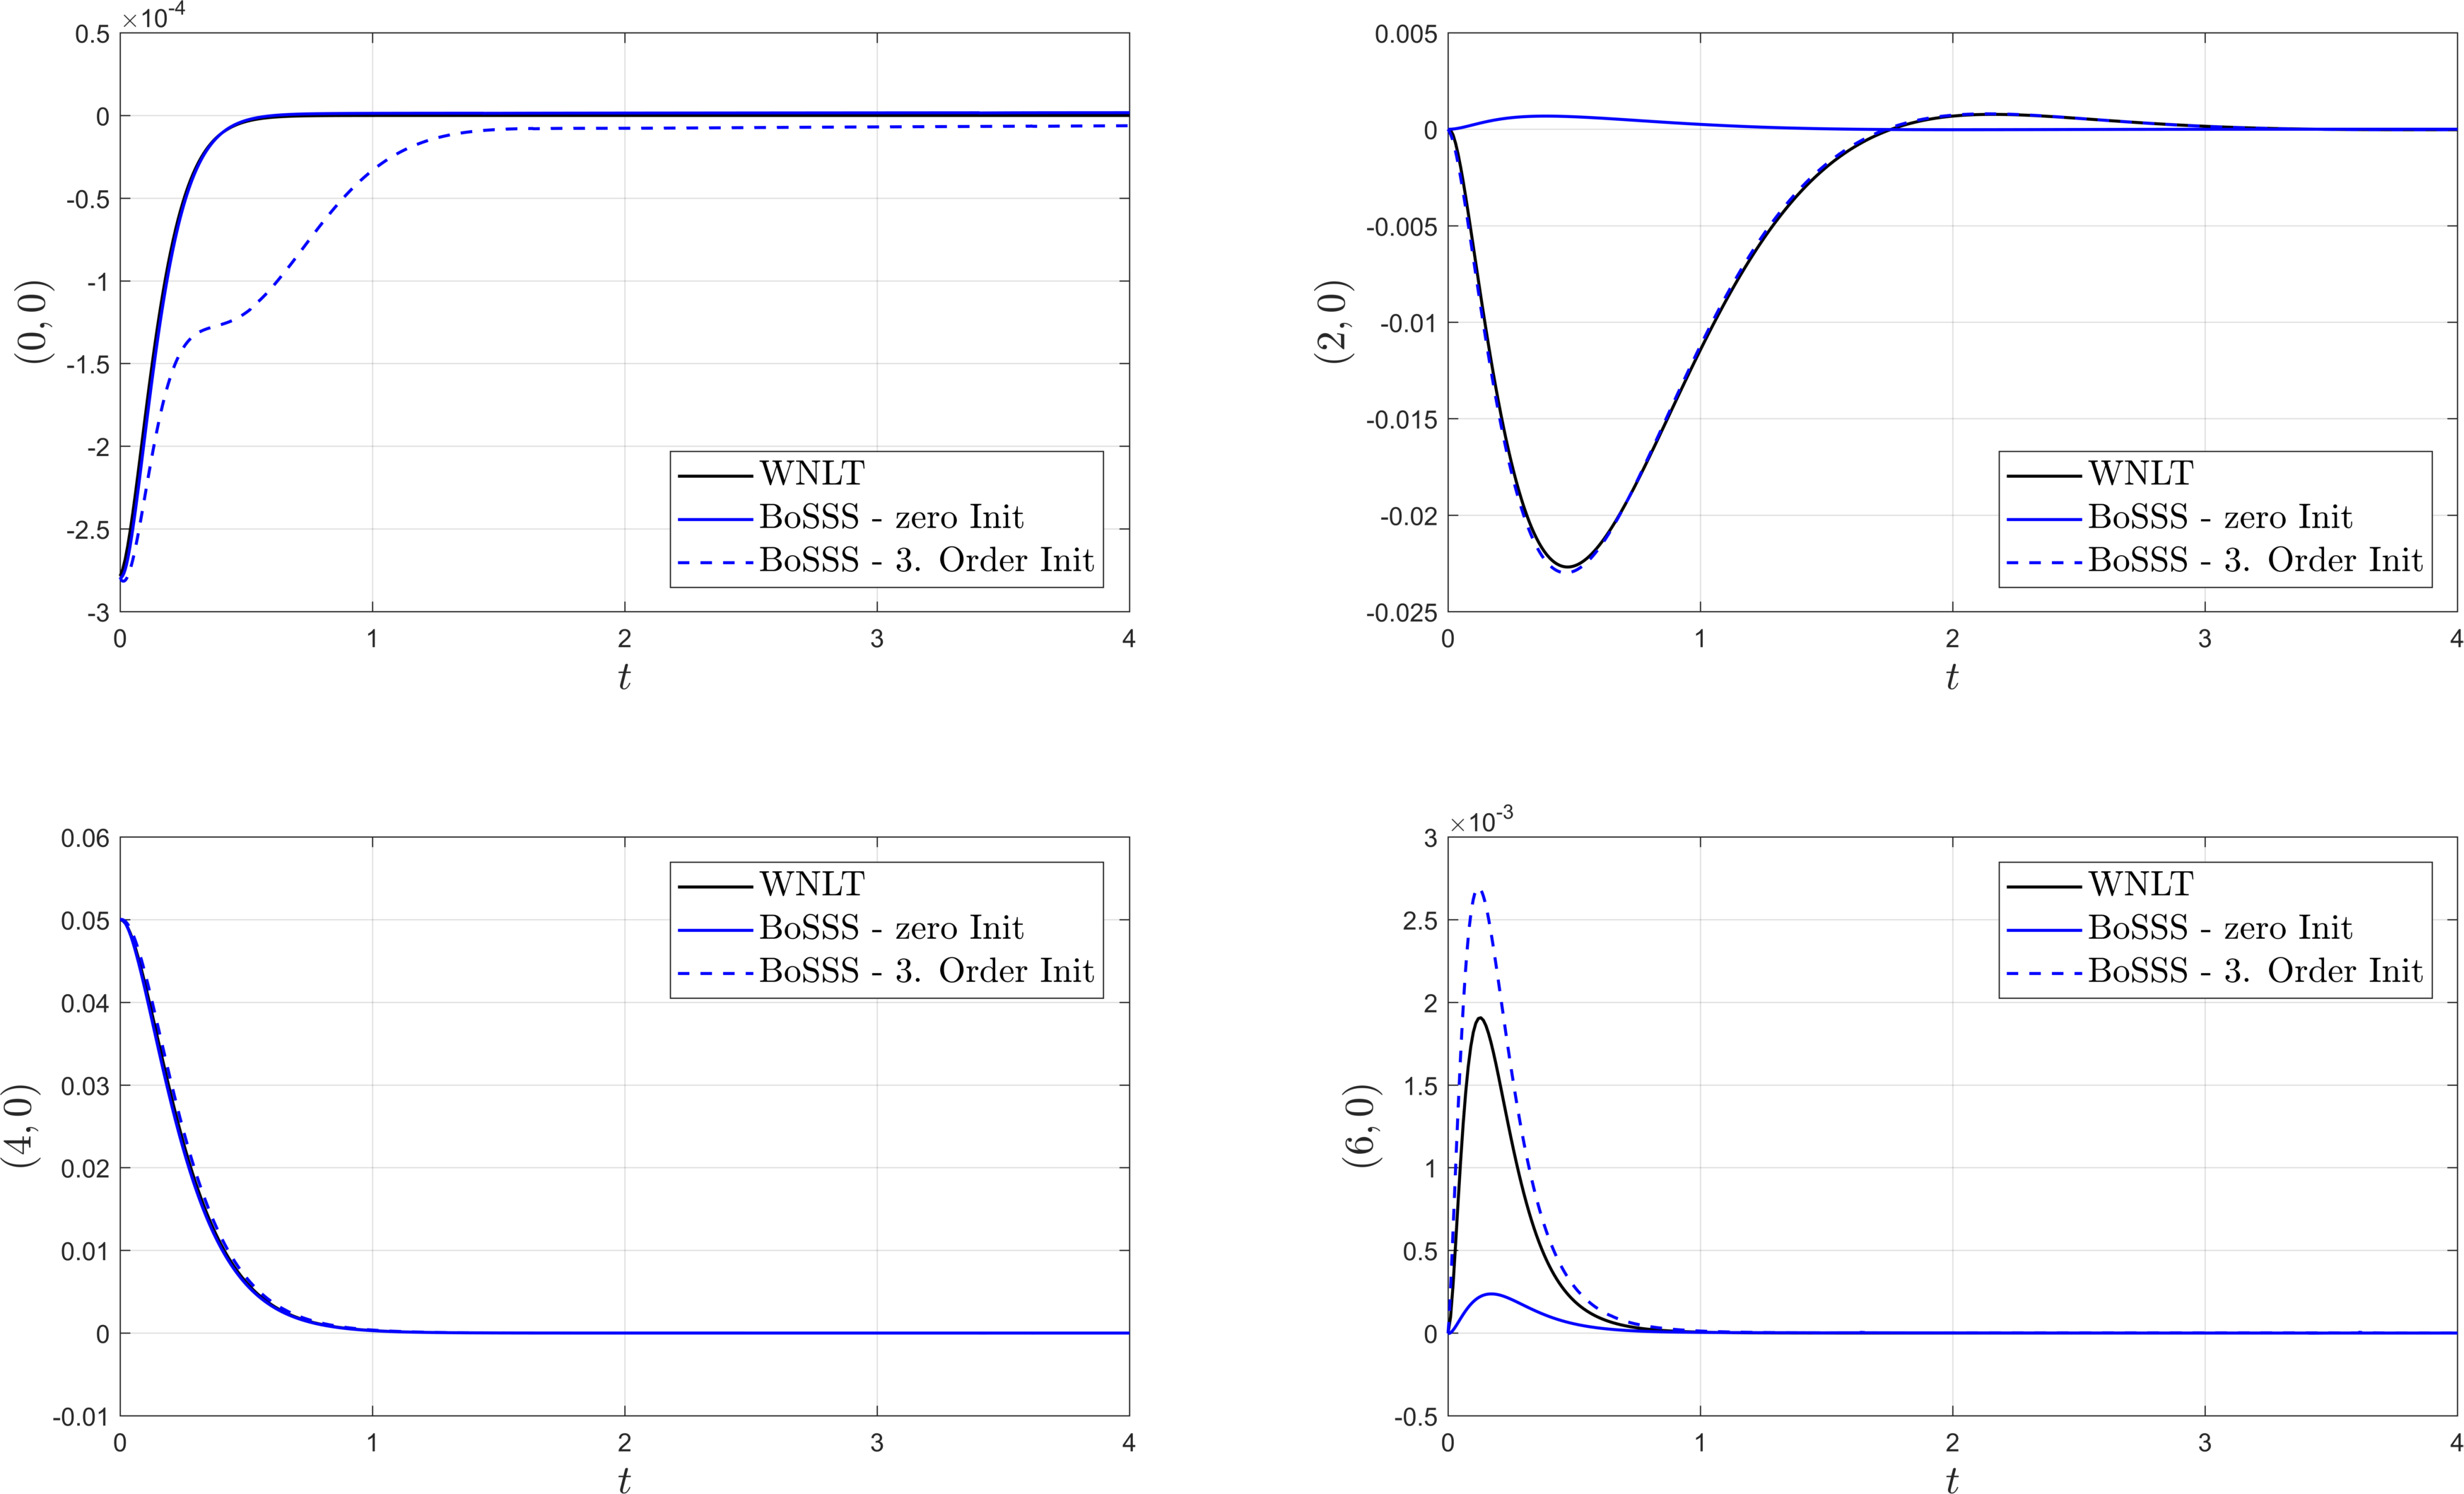 ×10-4
0.5
0
-0.5
-1
-1.5
-2
-2.5
-3
(0, 0)
0 1 2 3 4
t
WNLT
BoSSS - zero Init
BoSSS - 3. Order Init
0.005
0
-0.005
-0.01
-0.015
-0.02
-0.025
(2, 0)
0 1 2 3 4
t
WNLT
BoSSS - zero Init
BoSSS - 3. Order Init
0.06
0.05
0.04
0.03
0.02
0.01
0
-0.01
(4, 0)
0 1 2 3 4
t
WNLT
BoSSS - zero Init
BoSSS - 3. Order Init
×10-3
3
2.5
2
1.5
1
0.5
0
-0.5
(6, 0)
0 1 2 3 4
t
WNLT
BoSSS - zero Init
BoSSS - 3. Order Init